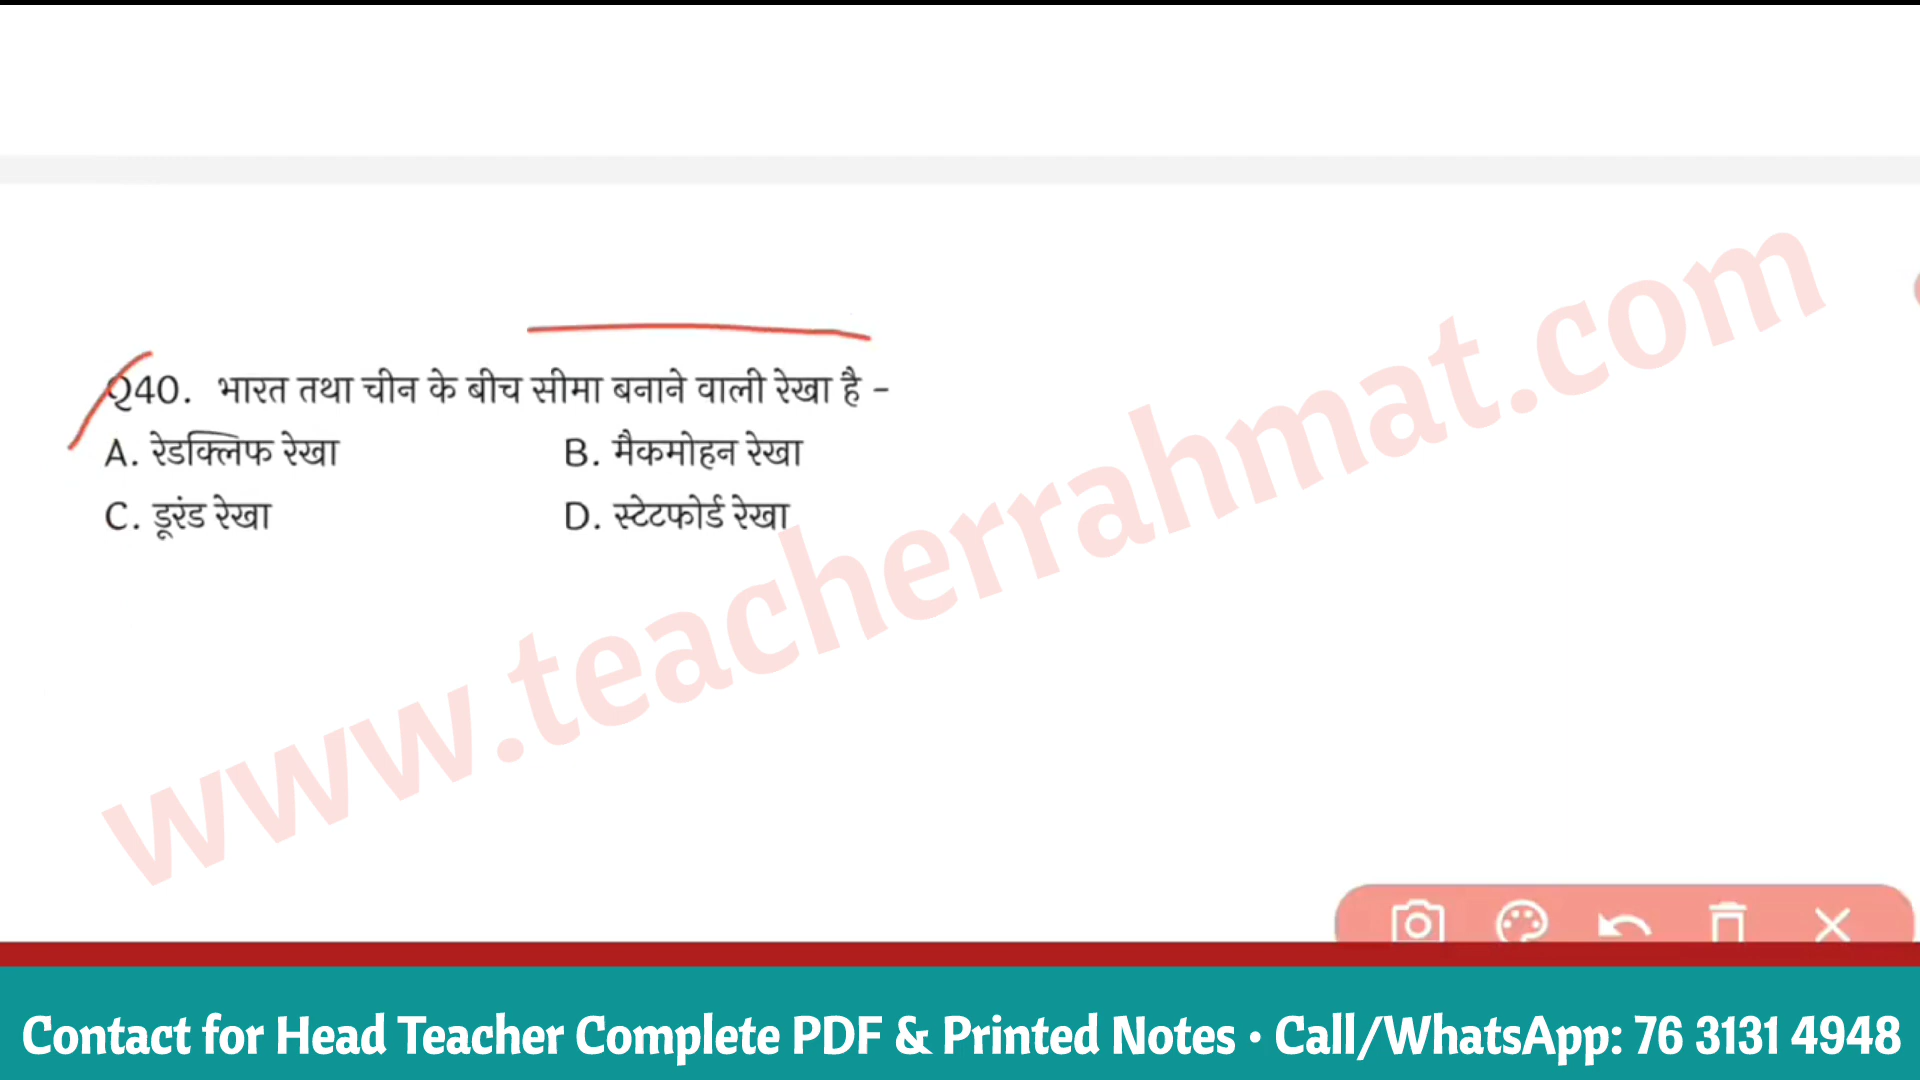 Q40. भारत तथा चीन के बीच सीमा बनाने वाली रेखा है –
A. रेडक्लिफ रेखा B. मैकमोहन रेखा
C. डूरंड रेखा D. स्टेटफोर्ड रेखा
www.teacherrahmat.com
Contact for Head Teacher Complete PDF & Printed Notes • Call/WhatsApp: 76 3131 4948